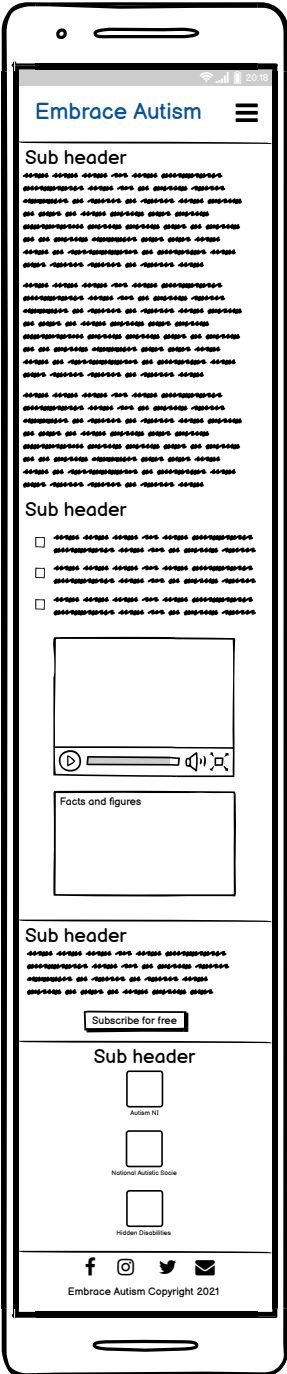 20:18
Embrace Autism
Sub header
Sub header
Facts and figures
Sub header
Subscribe for free
Sub header
Autism NI
National Autistic Socie
Hidden Disabilities
Embrace Autism Copyright 2021